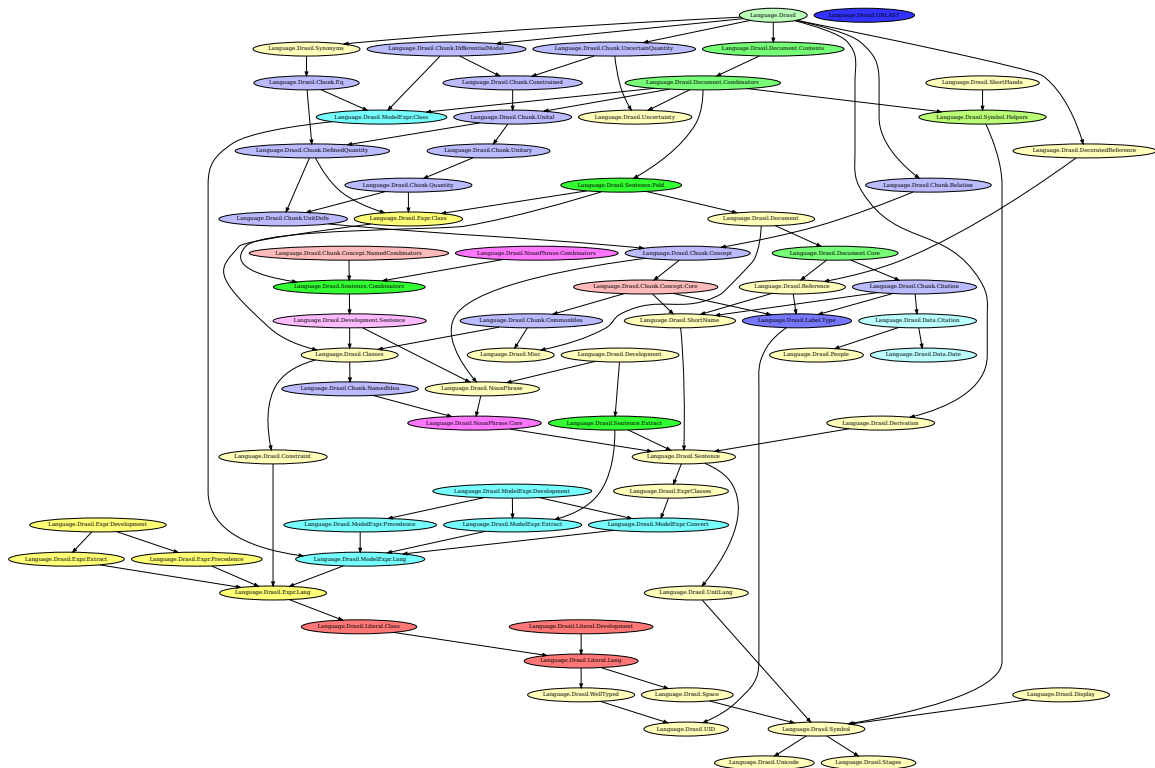 Language.Drasil
Language.Drasil.URI.AST
Language.Drasil.Synonyms
Language.Drasil.Chunk.DifferentialModel
Language.Drasil.Chunk.UncertainQuantity
Language.Drasil.Document.Contents
Language.Drasil.Chunk.Eq
Language.Drasil.Chunk.Constrained
Language.Drasil.Document.Combinators
Language.Drasil.ShortHands
Language.Drasil.ModelExpr.Class
Language.Drasil.Chunk.Unital
Language.Drasil.Uncertainty
Language.Drasil.Symbol.Helpers
Language.Drasil.Chunk.DefinedQuantity
Language.Drasil.Chunk.Unitary
Language.Drasil.DecoratedReference
Language.Drasil.Chunk.Quantity
Language.Drasil.Sentence.Fold
Language.Drasil.Chunk.Relation
Language.Drasil.Chunk.UnitDefn
Language.Drasil.Expr.Class
Language.Drasil.Document
Language.Drasil.Chunk.Concept.NamedCombinators
Language.Drasil.NounPhrase.Combinators
Language.Drasil.Chunk.Concept
Language.Drasil.Document.Core
Language.Drasil.Sentence.Combinators
Language.Drasil.Chunk.Concept.Core
Language.Drasil.Reference
Language.Drasil.Chunk.Citation
Language.Drasil.Development.Sentence
Language.Drasil.Chunk.CommonIdea
Language.Drasil.ShortName
Language.Drasil.Label.Type
Language.Drasil.Data.Citation
Language.Drasil.Classes
Language.Drasil.Misc
Language.Drasil.Development
Language.Drasil.People
Language.Drasil.Data.Date
Language.Drasil.Chunk.NamedIdea
Language.Drasil.NounPhrase
Language.Drasil.NounPhrase.Core
Language.Drasil.Sentence.Extract
Language.Drasil.Derivation
Language.Drasil.Constraint
Language.Drasil.Sentence
Language.Drasil.ModelExpr.Development
Language.Drasil.ExprClasses
Language.Drasil.Expr.Development
Language.Drasil.ModelExpr.Precedence
Language.Drasil.ModelExpr.Extract
Language.Drasil.ModelExpr.Convert
Language.Drasil.Expr.Extract
Language.Drasil.Expr.Precedence
Language.Drasil.ModelExpr.Lang
Language.Drasil.Expr.Lang
Language.Drasil.UnitLang
Language.Drasil.Literal.Class
Language.Drasil.Literal.Development
Language.Drasil.Literal.Lang
Language.Drasil.WellTyped
Language.Drasil.Space
Language.Drasil.Display
Language.Drasil.UID
Language.Drasil.Symbol
Language.Drasil.Unicode
Language.Drasil.Stages